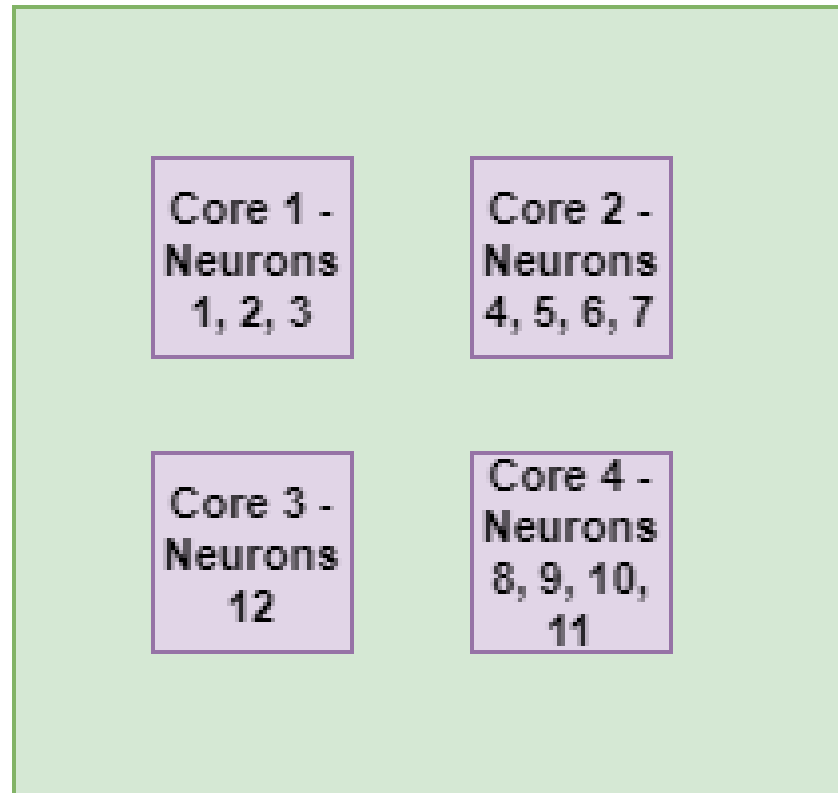 Core 1 -
Neurons
1, 2, 3
Core 2 -
Neurons
4, 5, 6, 7
Core 3 -
Neurons
12
Core 4 -
Neurons
8, 9, 10,
11